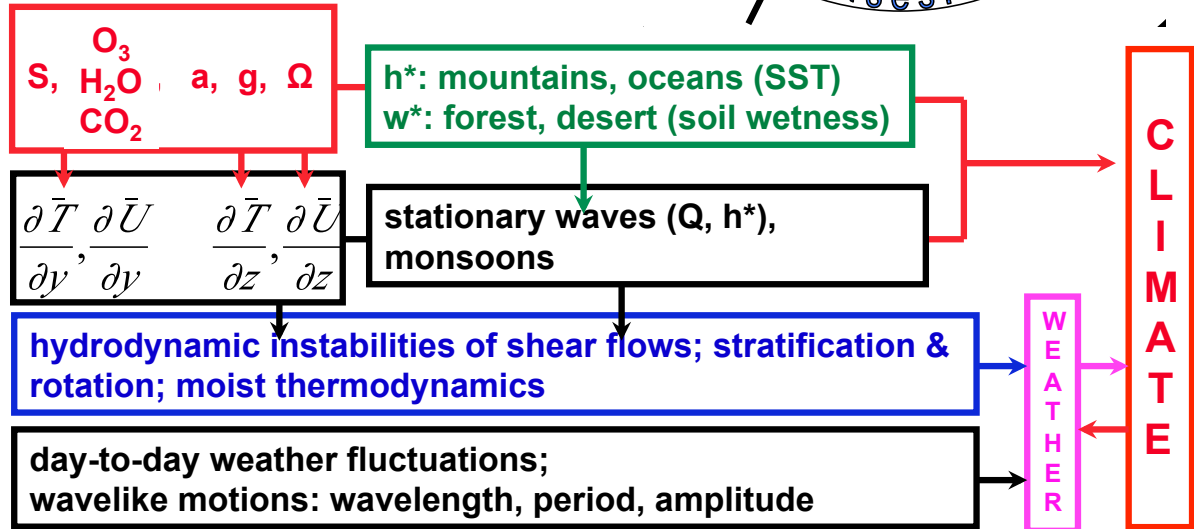 O₃
S, H₂O, a, g, Ω
CO₂
h*: mountains, oceans (SST)
w*: forest, desert (soil wetness)
∂T̄/∂y, ∂Ū/∂y ∂T̄/∂z, ∂Ū/∂z
stationary waves (Q, h*),
monsoons
hydrodynamic instabilities of shear flows; stratification &
rotation; moist thermodynamics
day-to-day weather fluctuations;
wavelike motions: wavelength, period, amplitude
WEATHER
CLIMATE